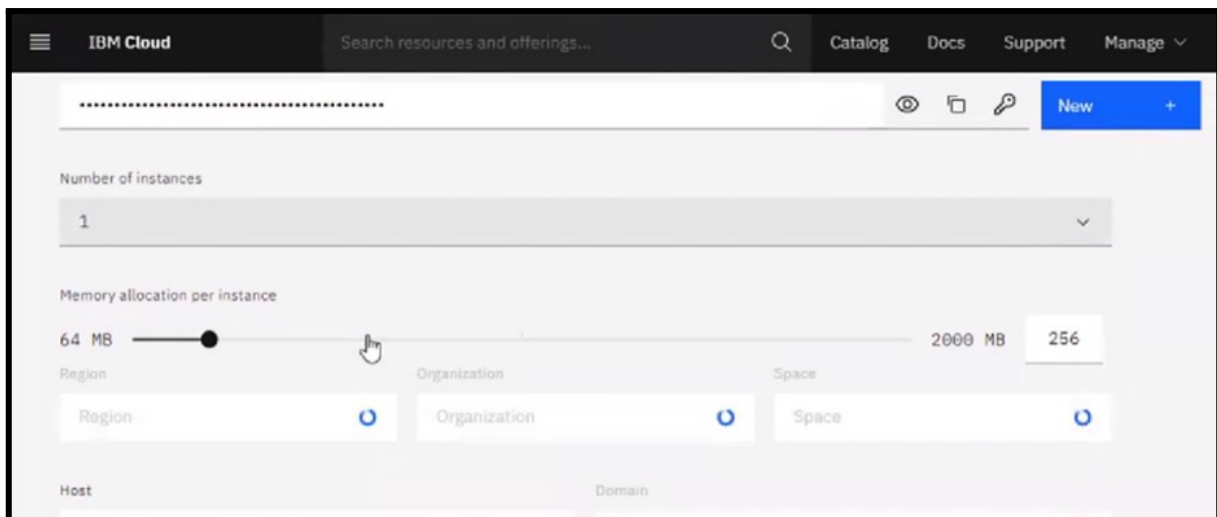 IBM Cloud Search resources and offerings... Catalog Docs Support Manage
•••••••••••••••••••••••••••••••••••••••••••• New +
Number of instances
1
Memory allocation per instance
64 MB 2000 MB 256
Region Organization Space
Region Organization Space
Host Domain